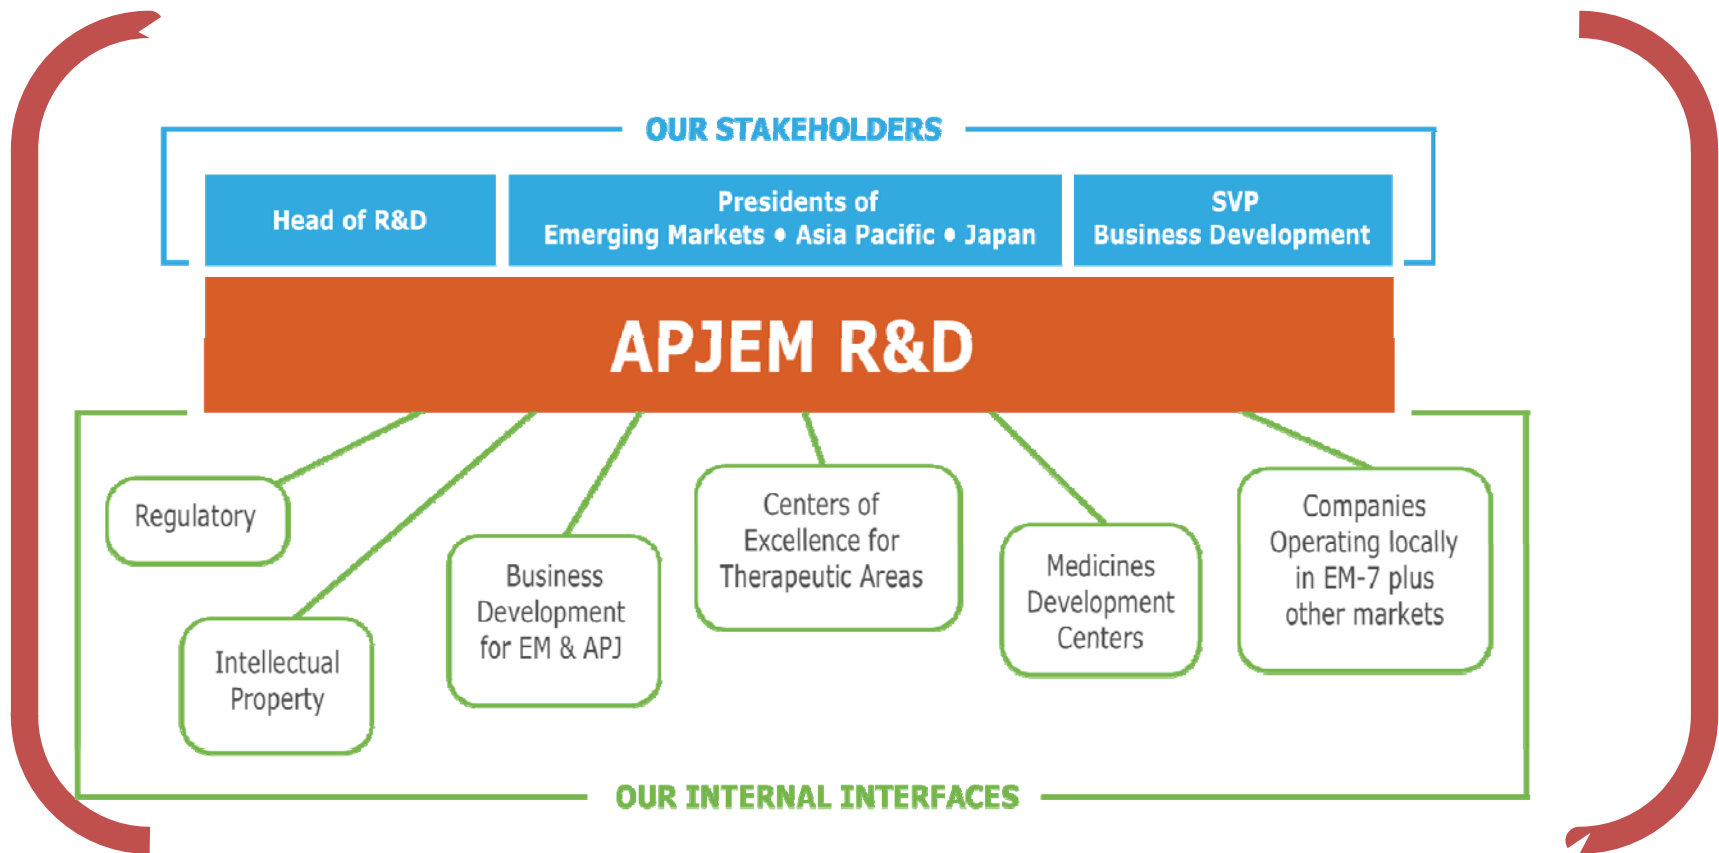 OUR STAKEHOLDERS
Head of R&D
Presidents of
Emerging Markets • Asia Pacific • Japan
SVP
Business Development
APJEM R&D
Regulatory
Intellectual
Property
Business
Development
for EM & APJ
Centers of
Excellence for
Therapeutic Areas
Medicines
Development
Centers
Companies
Operating locally
in EM-7 plus
other markets
OUR INTERNAL INTERFACES